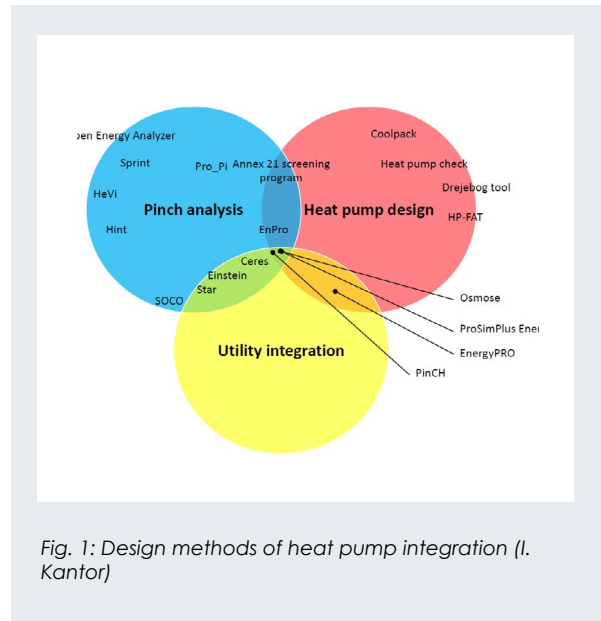 Coolpack
pen Energy Analyzer
Sprint
Pro_Pi
Annex 21 screening
program
Heat pump check
HeVi
Drejebog tool
Pinch analysis
Heat pump design
HP-FAT
Hint
EnPro
Ceres
Einstein
Star
SOCO
Osmose
ProSimPlus Ener
EnergyPRO
PinCH
Utility integration
Fig. 1: Design methods of heat pump integration (I.
Kantor)